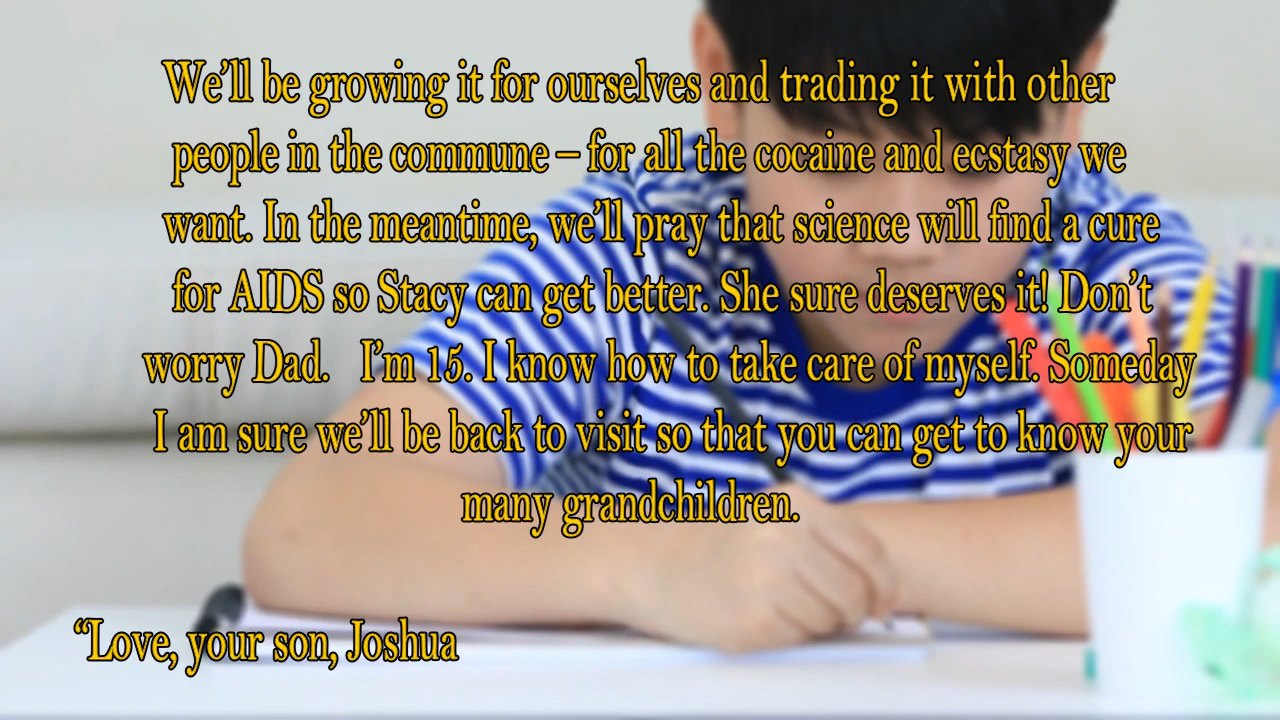 We’ll be growing it for ourselves and trading it with other
people in the commune – for all the cocaine and ecstasy we
want. In the meantime, we’ll pray that science will find a cure
for AIDS so Stacy can get better. She sure deserves it! Don’t
worry Dad.   I’m 15. I know how to take care of myself. Someday
I am sure we’ll be back to visit so that you can get to know your
many grandchildren.
“Love, your son, Joshua